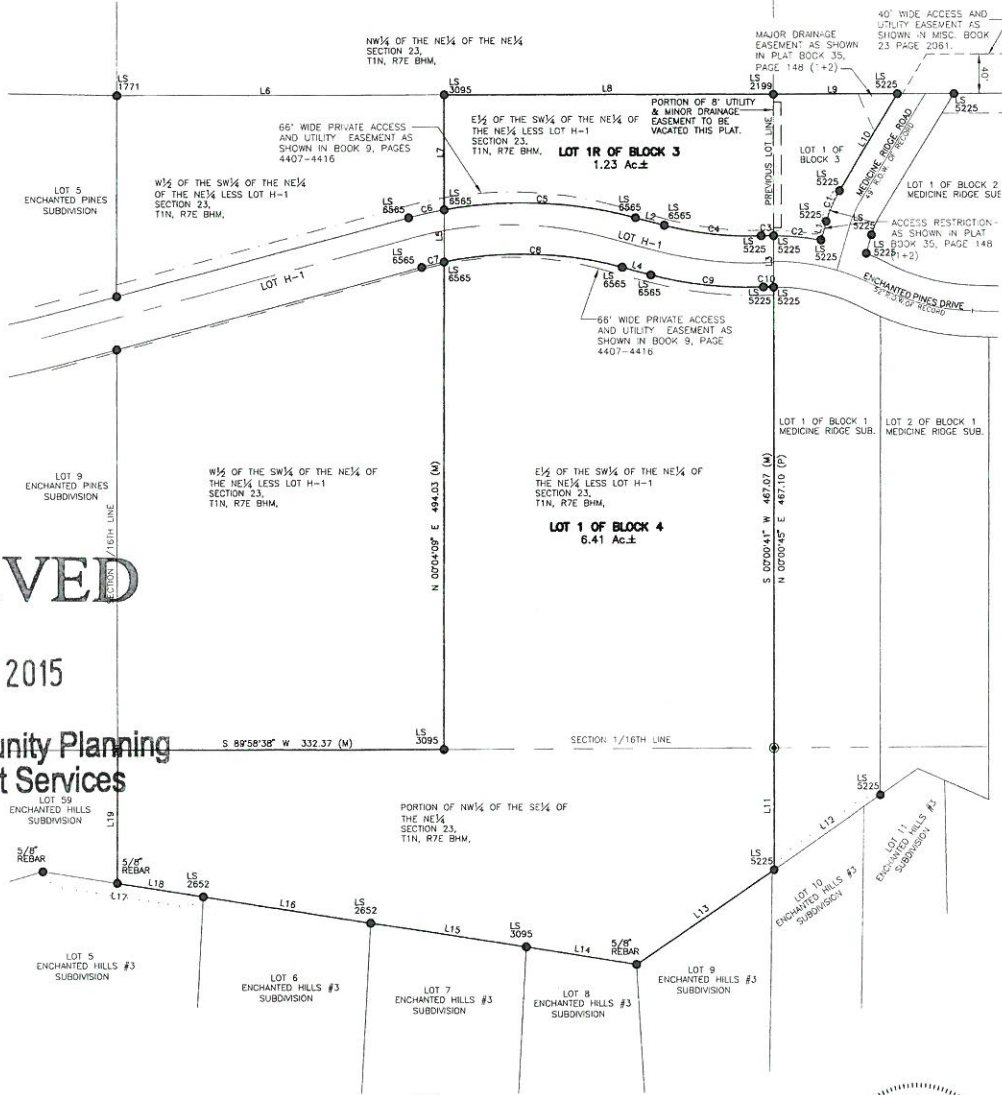 NW¼ OF THE NE¼ OF THE NE¼
SECTION 23,
T1N, R7E BHM,
MAJOR DRAINAGE
EASEMENT AS SHOWN
IN PLAT BOOK 35,
PAGE 148 (1+2)
40' WIDE ACCESS AND
UTILITY EASEMENT AS
SHOWN IN MISC. BOOK
23 PAGE 2061.
40'
LS
1771
L6
LS
3095
L8
LS
2199
L9
LS
5225
LS
5225
66' WIDE PRIVATE ACCESS
AND UTILITY EASEMENT AS
SHOWN IN BOOK 9, PAGES
4407-4416
L7
E½ OF THE SW¼ OF THE NE¼ OF
THE NE¼ LESS LOT H-1
SECTION 23,
T1N, R7E BHM,
LOT 1R OF BLOCK 3
1.23 Ac.±
PORTION OF 8' UTILITY
& MINOR DRAINAGE
EASEMENT TO BE
VACATED THIS PLAT.
PREVIOUS LOT LINE
LOT 1 OF
BLOCK 3
L10
MEDICINE RIDGE ROAD
49' R.O.W. OF RECORD
LOT 1 OF BLOCK 2
MEDICINE RIDGE SUB
LOT 5
ENCHANTED PINES
SUBDIVISION
W½ OF THE SW¼ OF THE NE¼
OF THE NE¼ LESS LOT H-1
SECTION 23,
T1N, R7E BHM,
LS
6565
C6
LS
6565
C5
LS
6565
L2
LS
6565
C4
C3
LS
5225
LS
5225
C2
L1
LS
5225
C1
LS
5225
LS
5225
LS
5225
ACCESS RESTRICTION
AS SHOWN IN PLAT
BOOK 35, PAGE 148
(1+2)
LOT H-1
L5
LOT H-1
L3
LS
6565
C7
LS
6565
C8
LS
6565
L4
LS
6565
C9
C10
LS
5225
LS
5225
ENCHANTED PINES DRIVE
52' R.O.W. OF RECORD
66' WIDE PRIVATE ACCESS
AND UTILITY EASEMENT AS
SHOWN IN BOOK 9, PAGE
4407-4416
LOT 1 OF BLOCK 1
MEDICINE RIDGE SUB.
LOT 2 OF BLOCK 1
MEDICINE RIDGE SUB.
LOT 9
ENCHANTED PINES
SUBDIVISION
SECTION 1/16TH LINE
W½ OF THE SW¼ OF THE NE¼ OF
THE NE¼ LESS LOT H-1
SECTION 23,
T1N, R7E BHM,
N 00°04'09" E 494.03 (M)
E½ OF THE SW¼ OF THE NE¼ OF
THE NE¼ LESS LOT H-1
SECTION 23,
T1N, R7E BHM,
LOT 1 OF BLOCK 4
6.41 Ac.±
S 00°00'41" W 467.07 (M)
N 00°00'45" E 467.10 (P)
VED
2015
unity Planning
t Services
S 89°58'38" W 332.37 (M)
LS
3095
SECTION 1/16TH LINE
LOT 59
ENCHANTED HILLS
SUBDIVISION
L19
PORTION OF NW¼ OF THE SE¼ OF
THE NE¼
SECTION 23,
T1N, R7E BHM,
L11
LS
5225
L12
LS
5225
5/8"
REBAR
5/8"
REBAR
L17
L18
LS
2652
L16
LS
2652
L15
LS
3095
L14
5/8"
REBAR
L13
LOT 10
ENCHANTED HILLS #3
SUBDIVISION
LOT 11
ENCHANTED HILLS #3
SUBDIVISION
LOT 5
ENCHANTED HILLS #3
SUBDIVISION
LOT 6
ENCHANTED HILLS #3
SUBDIVISION
LOT 7
ENCHANTED HILLS #3
SUBDIVISION
LOT 8
ENCHANTED HILLS #3
SUBDIVISION
LOT 9
ENCHANTED HILLS #3
SUBDIVISION